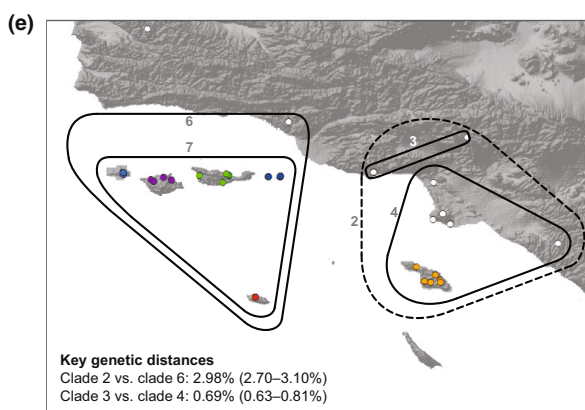 (e)
6
7
3
2
4
Key genetic distances
Clade 2 vs. clade 6: 2.98% (2.70–3.10%)
Clade 3 vs. clade 4: 0.69% (0.63–0.81%)